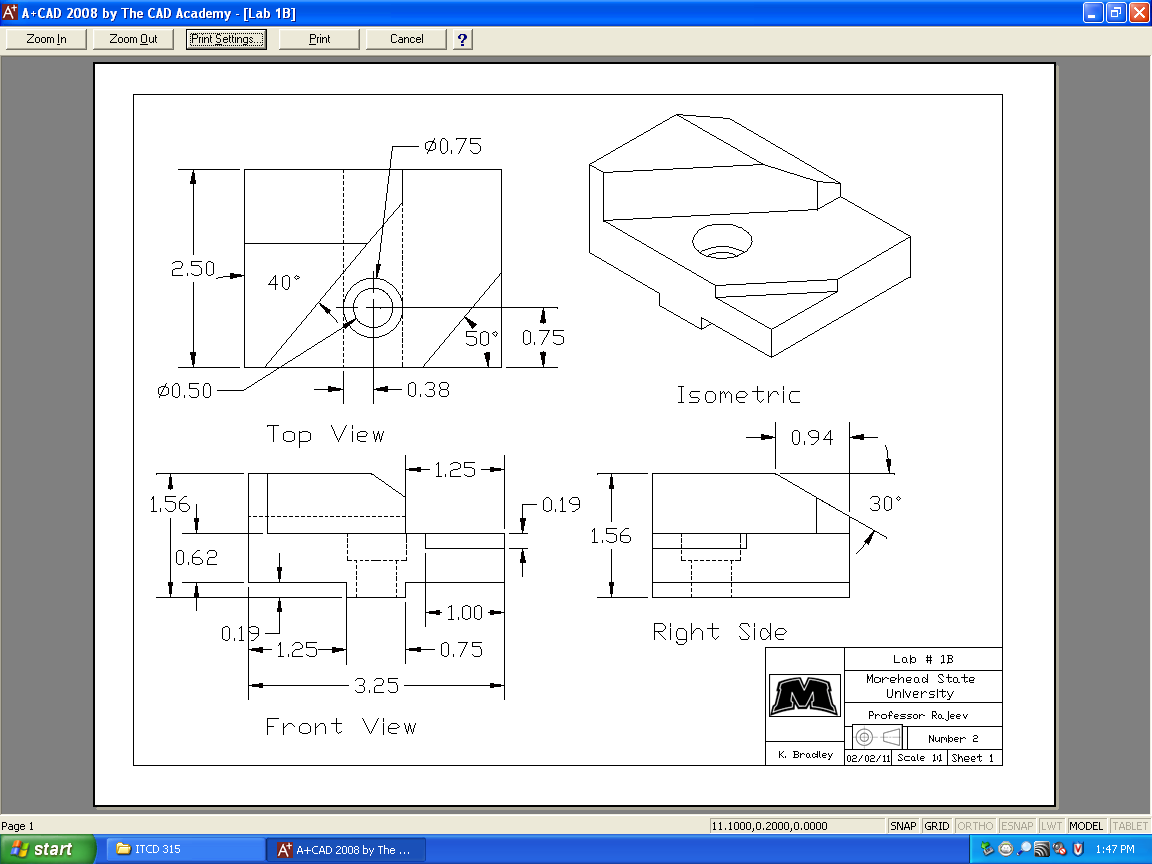 A+CAD 2008 by The CAD Academy - [Lab 1B]
Zoom In Zoom Out Print Settings... Print Cancel ?
Ø0.75
2.50
40°
50°
0.75
Ø0.50
0.38
Top View
Isometric
1.25
1.56
0.19
0.62
1.00
0.19
1.25
0.75
3.25
Front View
0.94
30°
1.56
Right Side
Lab # 1B
Morehead State
University
Professor Rajeev
Number 2
K. Bradley
02/02/11 Scale 1:1 Sheet 1
M
Page 1
11.1000,0.2000,0.0000 SNAP GRID ORTHO ESNAP LWT MODEL TABLET
start ITCD 315 A+CAD 2008 by The ... 1:47 PM